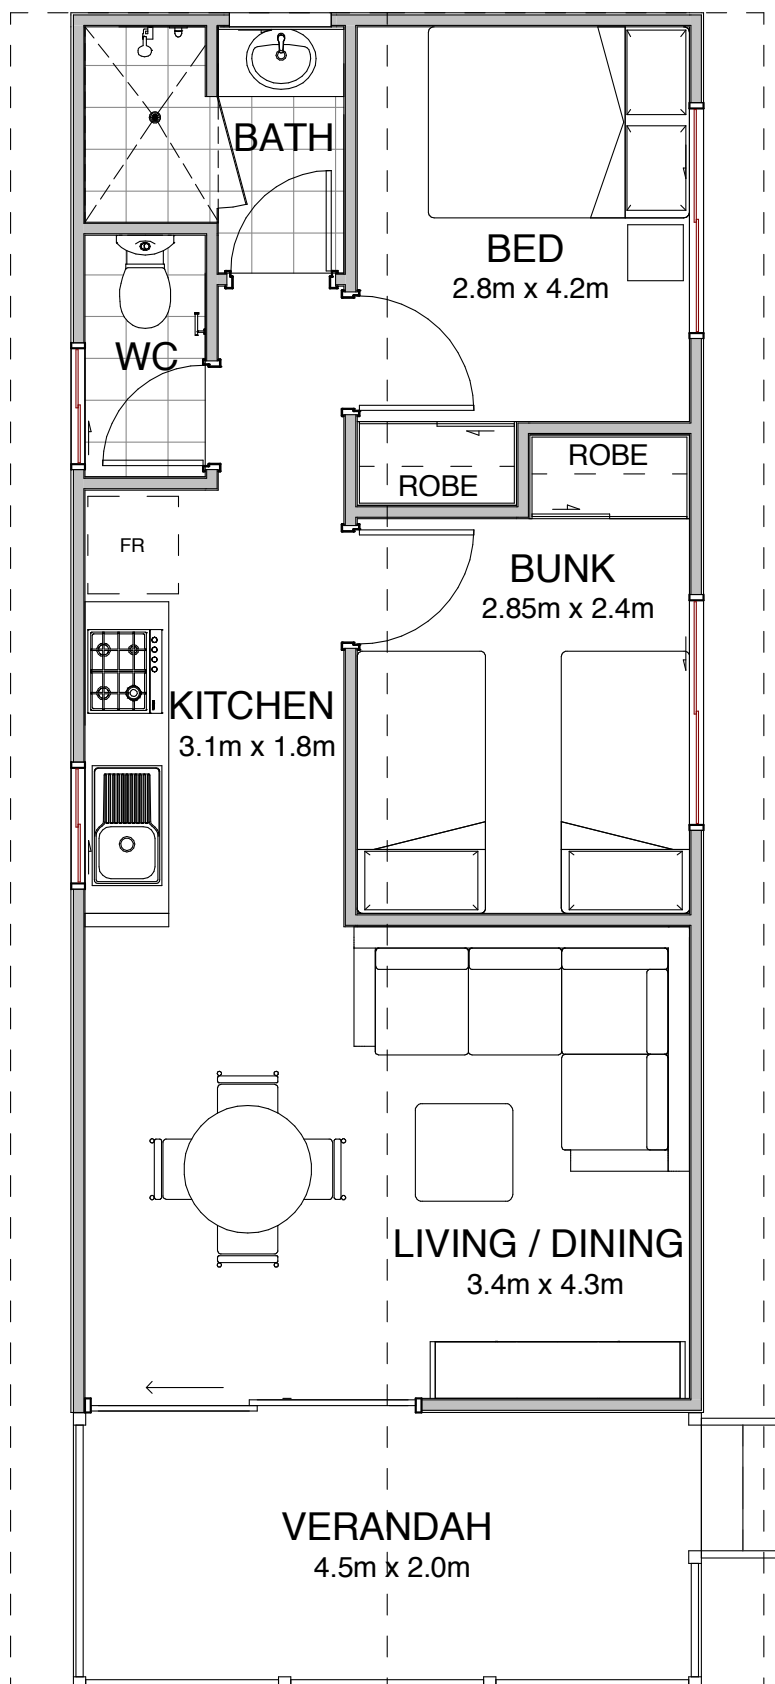 BATH
BED
2.8m x 4.2m
WC
ROBE
ROBE
FR
BUNK
2.85m x 2.4m
KITCHEN
3.1m x 1.8m
LIVING / DINING
3.4m x 4.3m
VERANDAH
4.5m x 2.0m